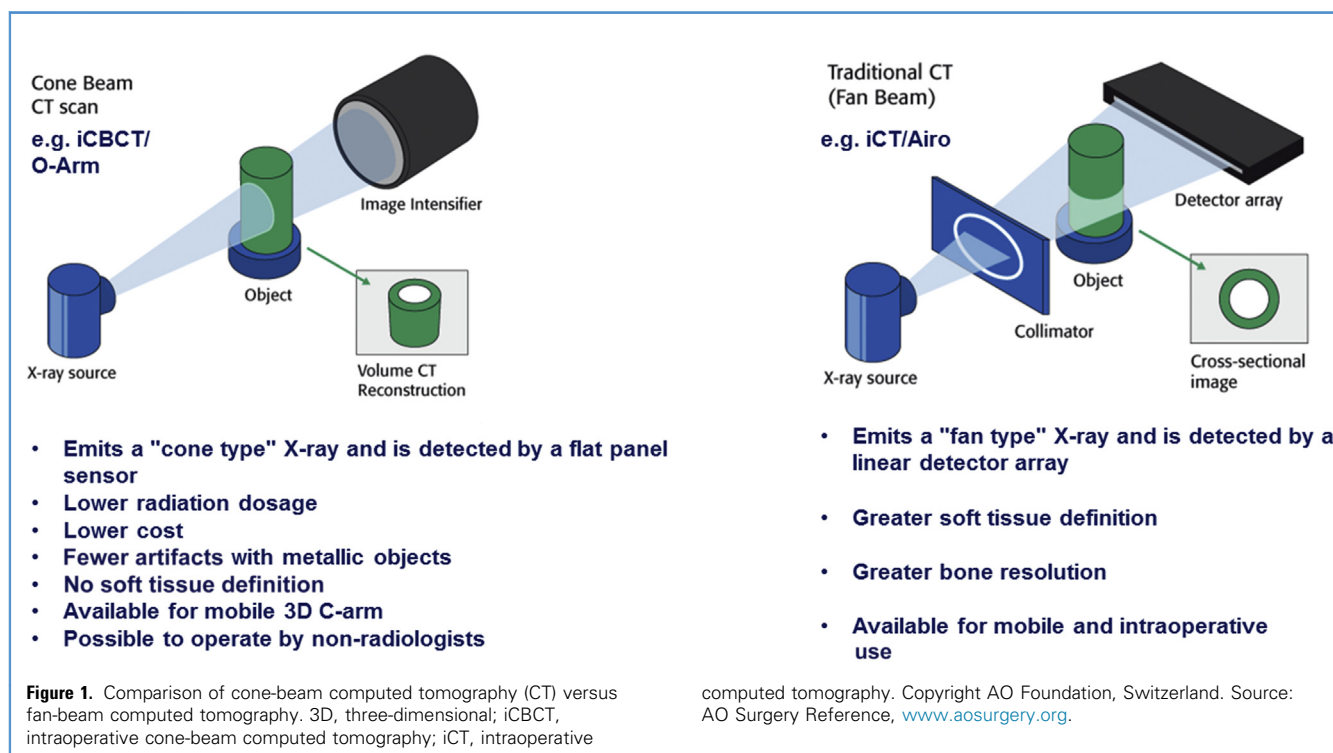 Cone Beam
CT scan
e.g. iCBCT/
O-Arm
Image Intensifier
Object
X-ray source
Volume CT
Reconstruction
• Emits a "cone type" X-ray and is detected by a flat panel
sensor
• Lower radiation dosage
• Lower cost
• Fewer artifacts with metallic objects
• No soft tissue definition
• Available for mobile 3D C-arm
• Possible to operate by non-radiologists
Traditional CT
(Fan Beam)
e.g. iCT/Airo
Detector array
Object
Collimator
X-ray source
Cross-sectional
image
• Emits a "fan type" X-ray and is detected by a
linear detector array
• Greater soft tissue definition
• Greater bone resolution
• Available for mobile and intraoperative
use
Figure 1. Comparison of cone-beam computed tomography (CT) versus
fan-beam computed tomography. 3D, three-dimensional; iCBCT,
intraoperative cone-beam computed tomography; iCT, intraoperative
computed tomography. Copyright AO Foundation, Switzerland. Source:
AO Surgery Reference, www.aosurgery.org.